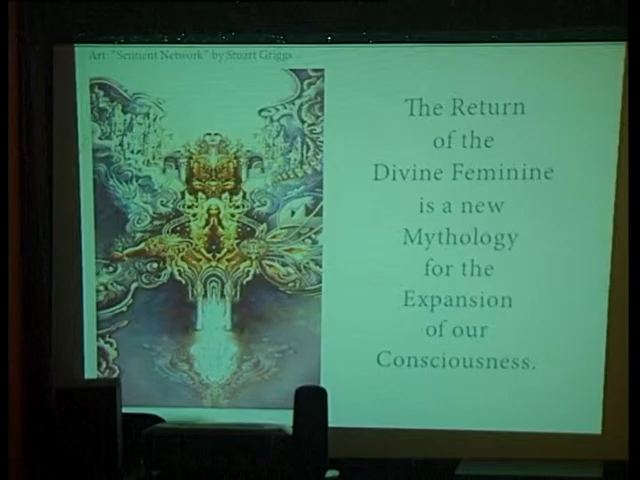 Art: "Sentient Network" by Stuart Griggs
The Return
of the
Divine Feminine
is a new
Mythology
for the
Expansion
of our
Consciousness.